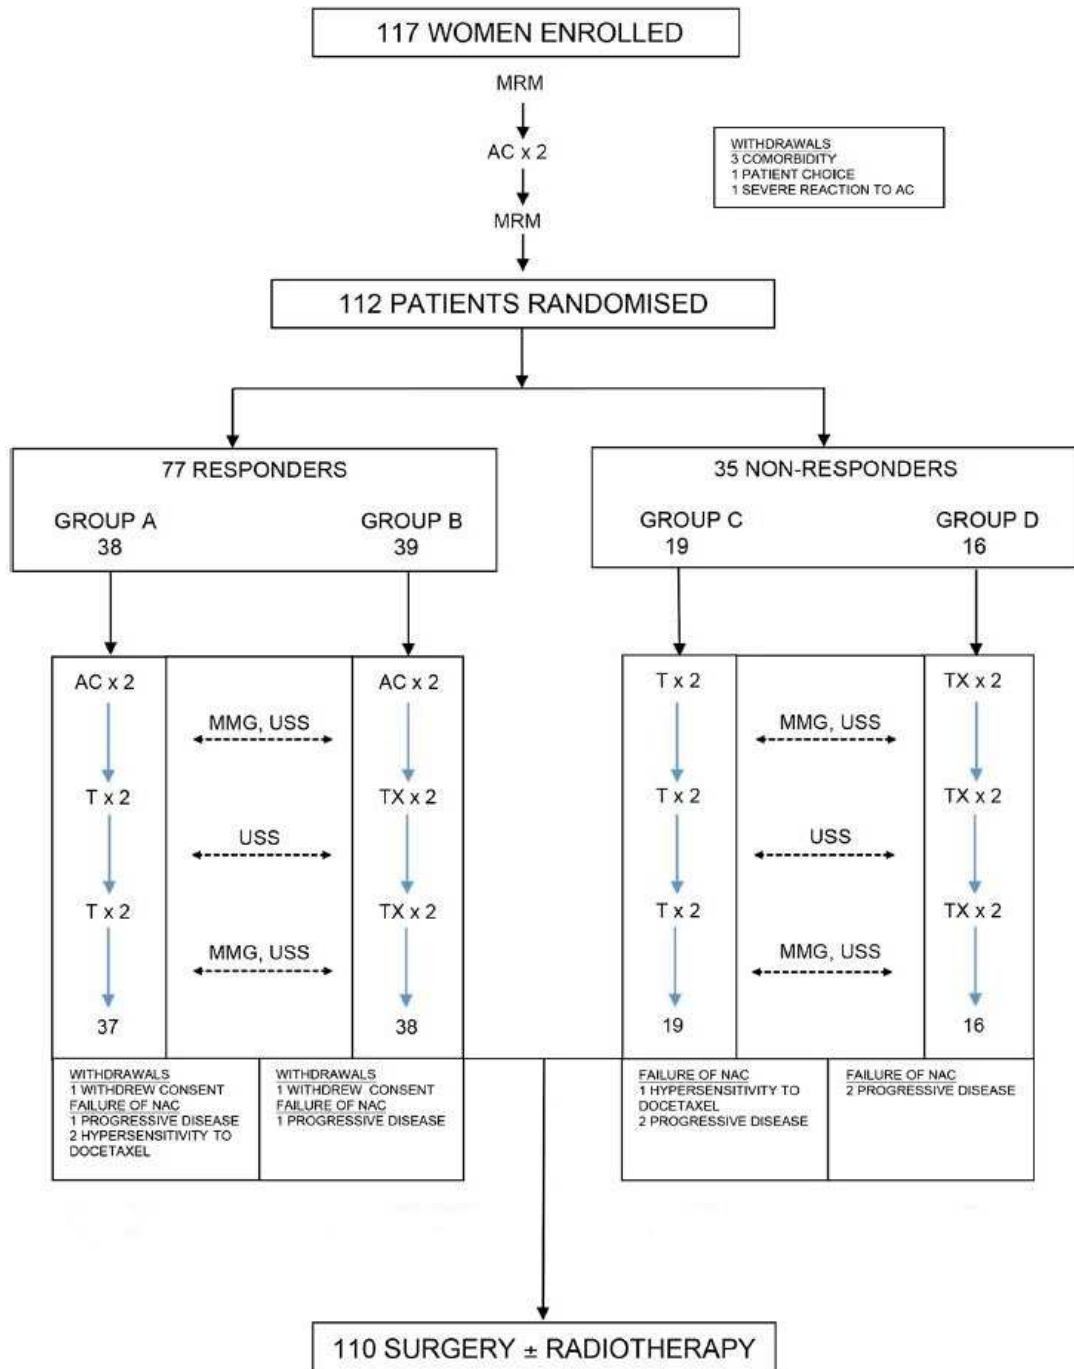 117 WOMEN ENROLLED
MRM
AC x 2
MRM
WITHDRAWALS
3 COMORBIDITY
1 PATIENT CHOICE
1 SEVERE REACTION TO AC
112 PATIENTS RANDOMISED
77 RESPONDERS
GROUP A
38
GROUP B
39
35 NON-RESPONDERS
GROUP C
19
GROUP D
16
AC x 2
T x 2
T x 2
37
MMG, USS
USS
MMG, USS
AC x 2
TX x 2
TX x 2
38
T x 2
T x 2
T x 2
19
MMG, USS
USS
MMG, USS
TX x 2
TX x 2
TX x 2
16
WITHDRAWALS
1 WITHDREW CONSENT
FAILURE OF NAC
1 PROGRESSIVE DISEASE
2 HYPERSENSITIVITY TO
DOCETAXEL
WITHDRAWALS
1 WITHDREW CONSENT
FAILURE OF NAC
1 PROGRESSIVE DISEASE
FAILURE OF NAC
1 HYPERSENSITIVITY TO
DOCETAXEL
2 PROGRESSIVE DISEASE
FAILURE OF NAC
2 PROGRESSIVE DISEASE
110 SURGERY ± RADIOTHERAPY